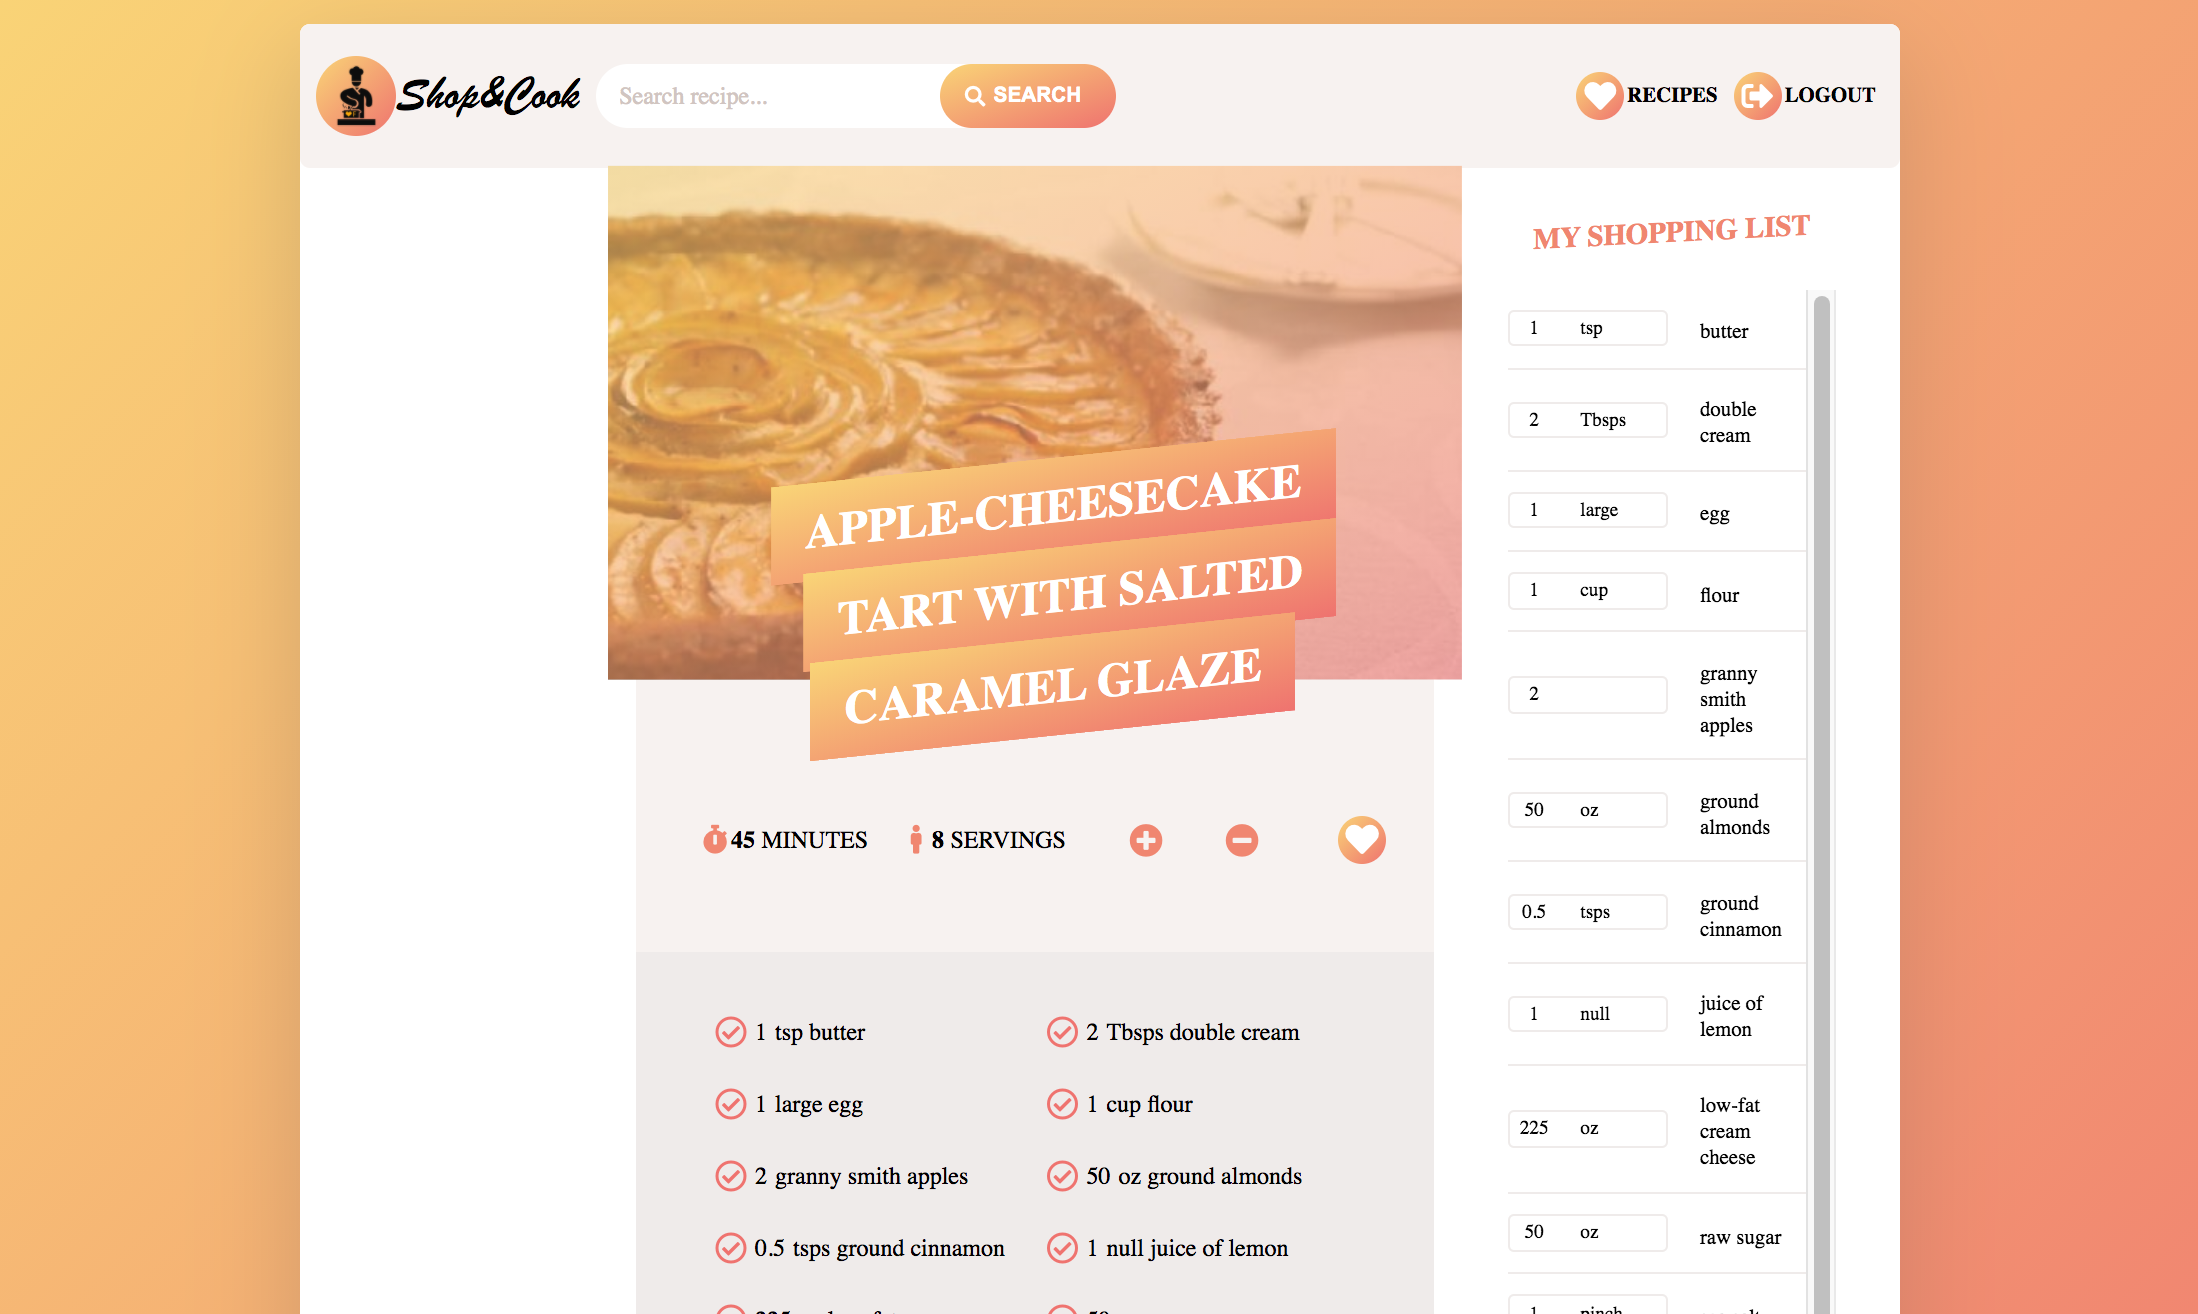 Shop&Cook
Search recipe...
SEARCH
RECIPES
LOGOUT
APPLE-CHEESECAKE
TART WITH SALTED
CARAMEL GLAZE
45 MINUTES
8 SERVINGS
1 tsp butter
2 Tbsps double cream
1 large egg
1 cup flour
2 granny smith apples
50 oz ground almonds
0.5 tsps ground cinnamon
1 null juice of lemon
MY SHOPPING LIST
1 tsp butter
2 Tbsps double
cream
1 large egg
1 cup flour
2 granny
smith
apples
50 oz ground
almonds
0.5 tsps ground
cinnamon
1 null juice of
lemon
225 oz low-fat
cream
cheese
50 oz raw sugar
1 pinch